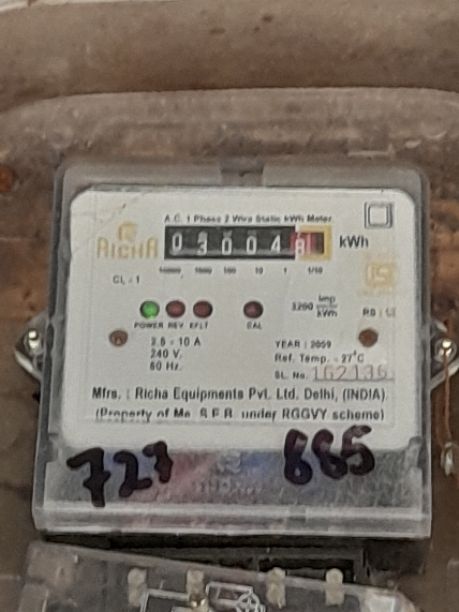 A.C. 1 Phase 2 Wire Static kWh Meter
RICHA
030048 kWh
10000 1000 100 10 1 1/10
CL. 1
3200 imp/kWh
POWER REV E/LT CAL
2.5 - 10 A
240 V.
50 Hz.
YEAR : 2009
Ref. Temp. - 27°C
SL. No. 162136
Mfrs. : Richa Equipments Pvt. Ltd. Delhi, (INDIA).
(Property of Ms. S.E.B. under RGGVY scheme)
727 885